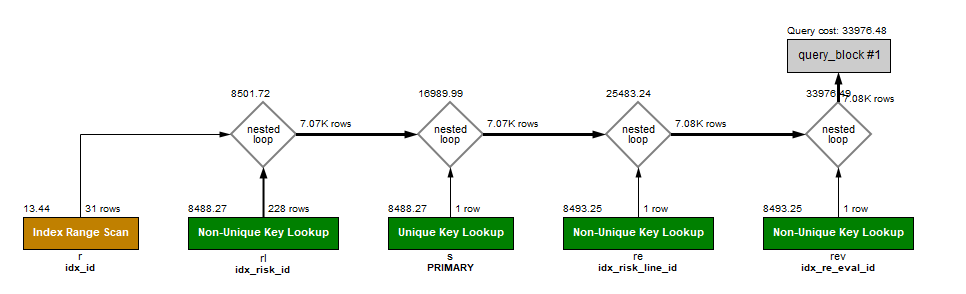 Query cost: 33976.48
query_block #1
8501.72
16989.99
25483.24
33976.49
7.08K rows
nested
loop
7.07K rows
nested
loop
7.07K rows
nested
loop
7.08K rows
nested
loop
13.44
31 rows
8488.27
228 rows
8488.27
1 row
8493.25
1 row
8493.25
1 row
Index Range Scan
Non-Unique Key Lookup
Unique Key Lookup
Non-Unique Key Lookup
Non-Unique Key Lookup
r
rl
s
re
rev
idx_id
idx_risk_id
PRIMARY
idx_risk_line_id
idx_re_eval_id